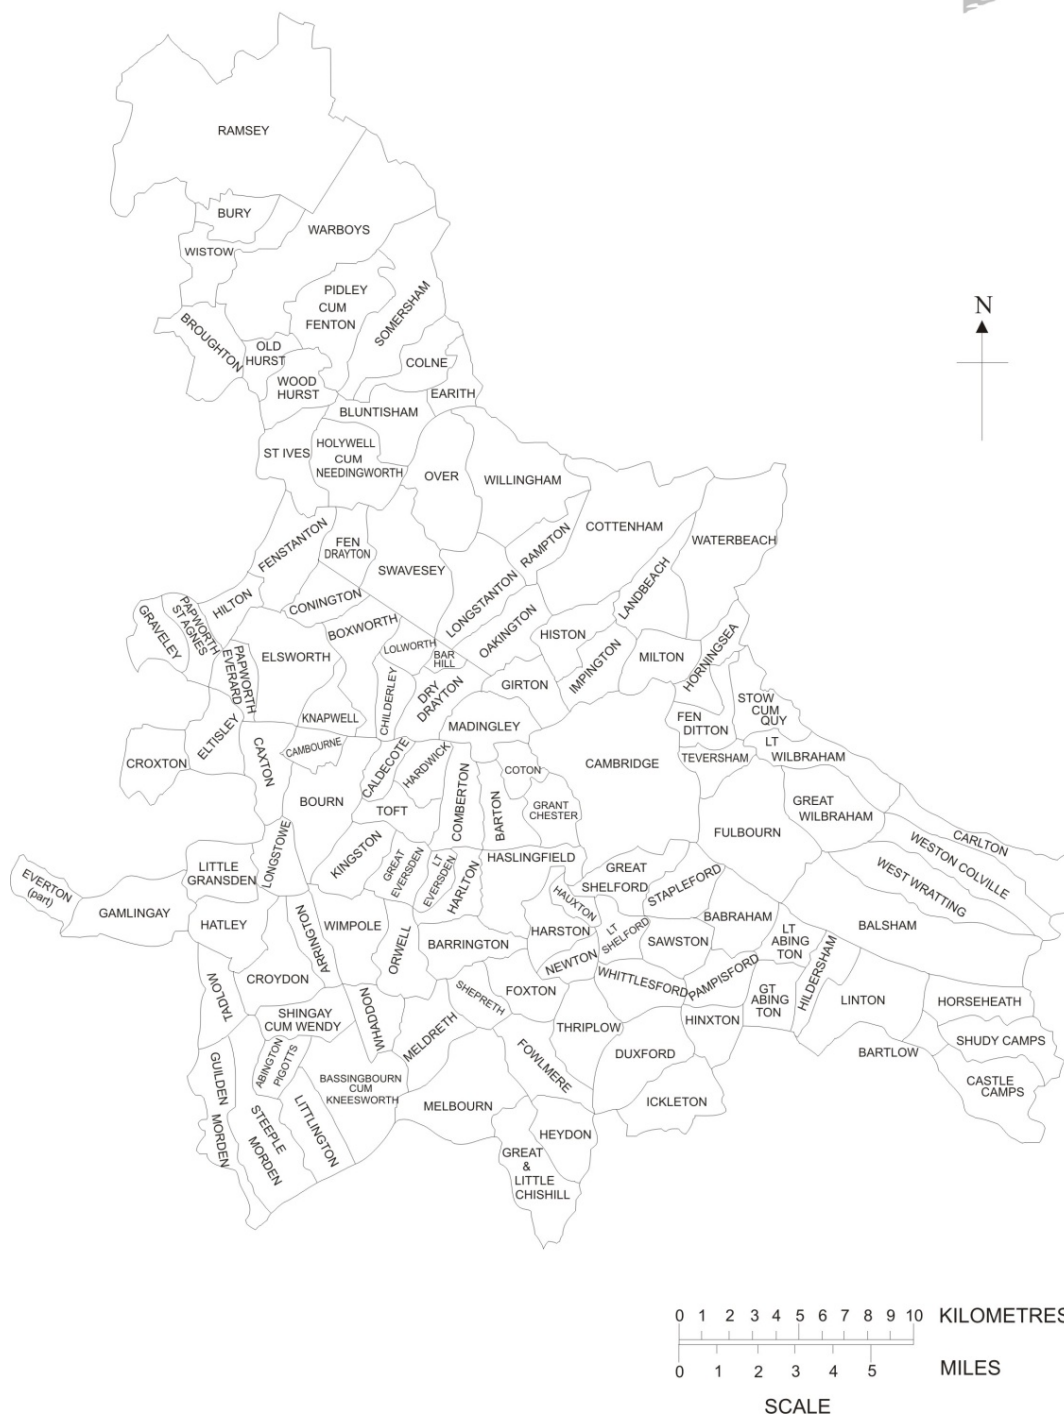 RAMSEY
BURY
WARBOYS
WISTOW
PIDLEY
CUM
FENTON
SOMERSHAM
BROUGHTON
OLD
HURST
COLNE
WOOD
HURST
EARITH
BLUNTISHAM
N
ST IVES
HOLYWELL
CUM
NEEDINGWORTH
OVER
WILLINGHAM
COTTENHAM
WATERBEACH
FENSTANTON
FEN
DRAYTON
RAMPTON
SWAVESEY
LANDBEACH
LONGSTANTON
HILTON
CONINGTON
GRAVELEY
PAPWORTH
ST AGNES
BOXWORTH
OAKINGTON
HISTON
LOLWORTH
BAR
HILL
IMPINGTON
MILTON
HORNINGSEA
PAPWORTH
EVERARD
ELSWORTH
CHILDERLEY
DRY
DRAYTON
GIRTON
STOW
CUM
QUY
KNAPWELL
MADINGLEY
FEN
DITTON
ELTISLEY
CROXTON
CAXTON
CAMBOURNE
CALDECOTE
HARDWICK
COTON
CAMBRIDGE
TEVERSHAM
LT
WILBRAHAM
BOURN
TOFT
COMBERTON
BARTON
GRANT
CHESTER
GREAT
WILBRAHAM
FULBOURN
CARLTON
WESTON COLVILLE
WEST WRATTING
LONGSTOWE
KINGSTON
GREAT
EVERSDEN
LT
EVERSDEN
HARLTON
HASLINGFIELD
GREAT
SHELFORD
STAPLEFORD
EVERTON
(part)
LITTLE
GRANSDEN
GAMLINGAY
HATLEY
ARRINGTON
WIMPOLE
ORWELL
BARRINGTON
HAUXTON
HARSTON
LT
SHELFORD
SAWSTON
BABRAHAM
LT
ABING
TON
BALSHAM
NEWTON
WHITTLESFORD
PAMPISFORD
HILDERSHAM
CROYDON
TADLOW
SHEPRETH
FOXTON
GT
ABING
TON
LINTON
HORSEHEATH
SHINGAY
CUM WENDY
WHADDON
MELDRETH
THRIPLOW
HINXTON
SHUDY CAMPS
BARTLOW
ABINGTON
PIGOTTS
FOWLMERE
DUXFORD
GUILDEN
MORDEN
BASSINGBOURN
CUM
KNEESWORTH
CASTLE
CAMPS
STEEPLE
MORDEN
LITTLINGTON
MELBOURN
ICKLETON
HEYDON
GREAT
&
LITTLE
CHISHILL
0 1 2 3 4 5 6 7 8 9 10 KILOMETRES
0 1 2 3 4 5 MILES
SCALE